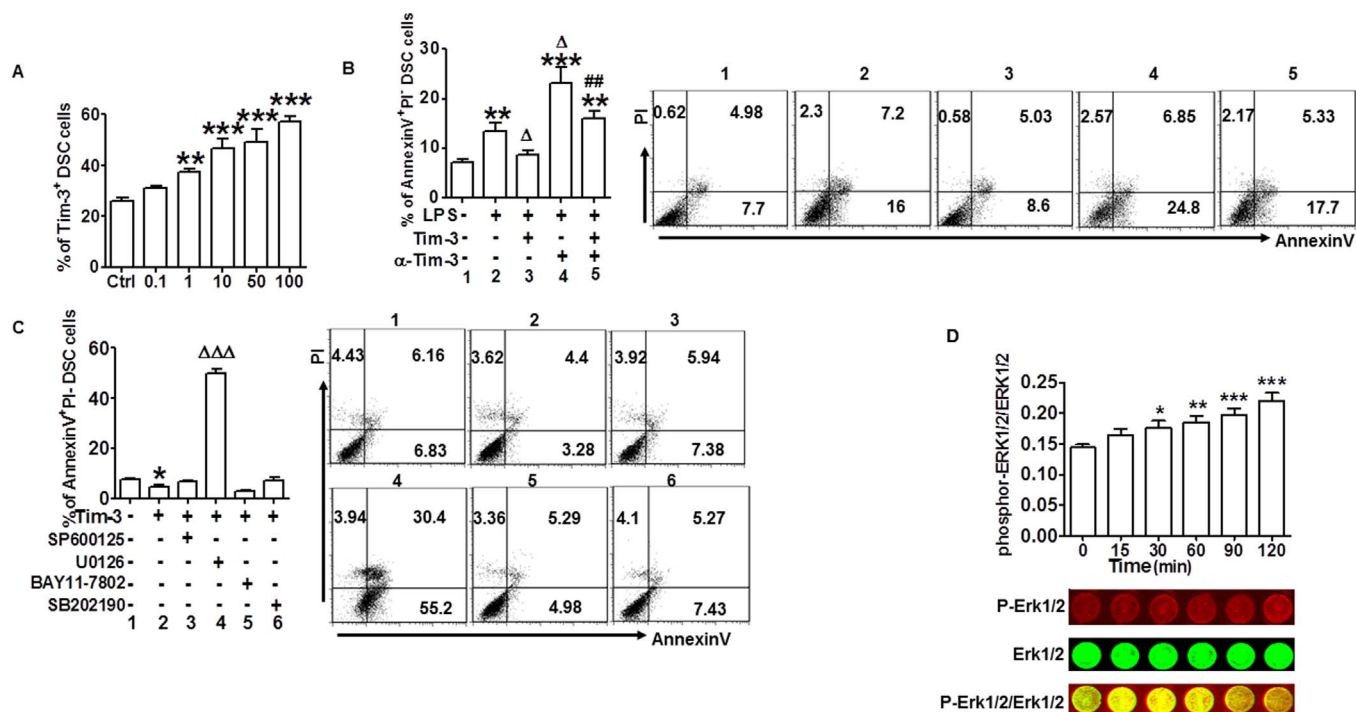 A
% of Tim-3⁺ DSC cells
60
40
20
0
** *** *** ***
Ctrl 0.1 1 10 50 100
B
% of AnnexinV⁺PI⁻ DSC cells
30
20
10
0
** Δ Δ *** ## **
LPS - + + + +
Tim-3 - - + - +
α-Tim-3 - - - + +
1 2 3 4 5
1 2 3 4 5
PI
0.62 4.98 2.3 7.2 0.58 5.03 2.57 6.85 2.17 5.33
7.7 16 8.6 24.8 17.7
AnnexinV
C
% of AnnexinV⁺PI- DSC cells
60
40
20
0
* ΔΔΔ
Tim-3 - + + + + +
SP600125 - - + - - -
U0126 - - - + - -
BAY11-7802 - - - - + -
SB202190 - - - - - +
1 2 3 4 5 6
1 2 3
PI
4.43 6.16 3.62 4.4 3.92 5.94
6.83 3.28 7.38
4 5 6
3.94 30.4 3.36 5.29 4.1 5.27
55.2 4.98 7.43
AnnexinV
D
phosphor-ERK1/2/ERK1/2
0.25
0.20
0.15
0.10
0.05
0.00
* ** *** ***
0 15 30 60 90 120
Time(min)
P-Erk1/2
Erk1/2
P-Erk1/2/Erk1/2